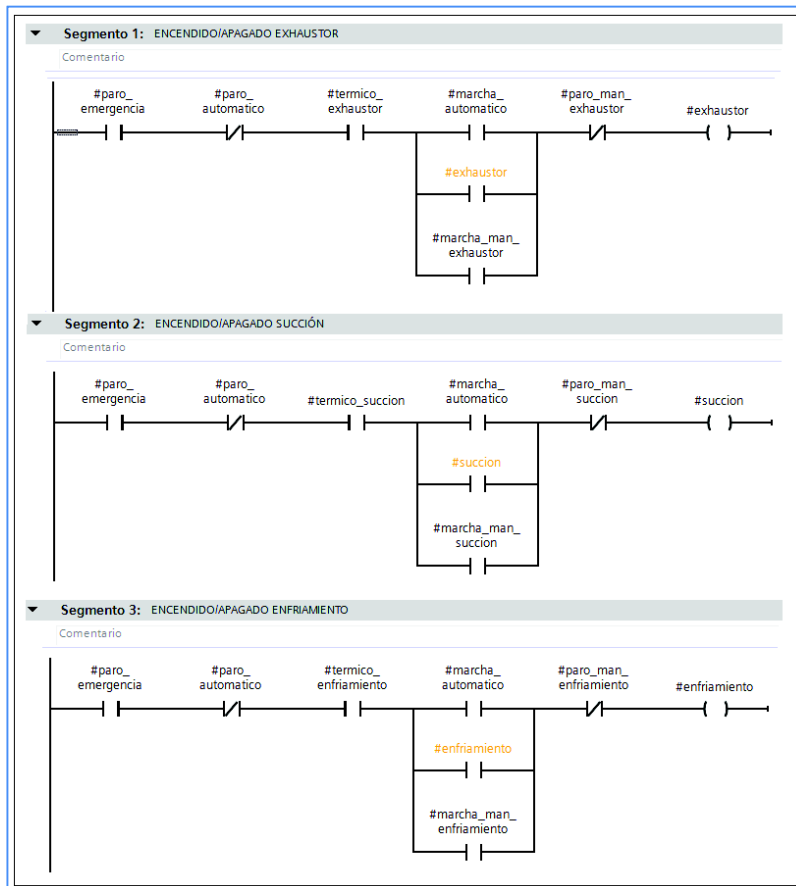 Segmento 1: ENCENDIDO/APAGADO EXHAUSTOR
Comentario
#paro_
emergencia
#paro_
automatico
#termico_
exhaustor
#marcha_
automatico
#paro_man_
exhaustor
#exhaustor
#exhaustor
#marcha_man_
exhaustor
Segmento 2: ENCENDIDO/APAGADO SUCCIÓN
Comentario
#paro_
emergencia
#paro_
automatico
#termico_succion
#marcha_
automatico
#paro_man_
succion
#succion
#succion
#marcha_man_
succion
Segmento 3: ENCENDIDO/APAGADO ENFRIAMIENTO
Comentario
#paro_
emergencia
#paro_
automatico
#termico_
enfriamiento
#marcha_
automatico
#paro_man_
enfriamiento
#enfriamiento
#enfriamiento
#marcha_man_
enfriamiento